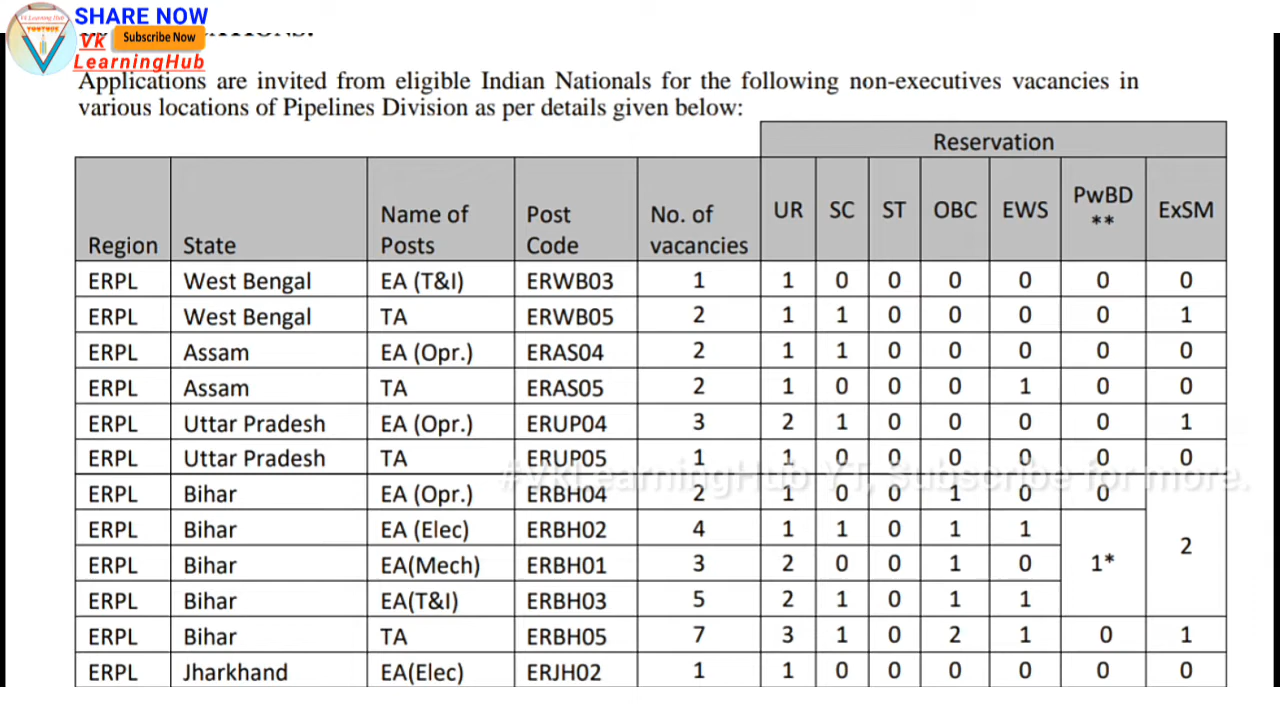 VK Learning Hub
SHARE NOW
Vk
Subscribe Now
LearningHub
Applications are invited from eligible Indian Nationals for the following non-executives vacancies in
various locations of Pipelines Division as per details given below:
Reservation
Region State Name of Posts Post Code No. of vacancies UR SC ST OBC EWS PwBD ** ExSM
ERPL West Bengal EA (T&I) ERWB03 1 1 0 0 0 0 0 0
ERPL West Bengal TA ERWB05 2 1 1 0 0 0 0 1
ERPL Assam EA (Opr.) ERAS04 2 1 1 0 0 0 0 0
ERPL Assam TA ERAS05 2 1 0 0 0 1 0 0
ERPL Uttar Pradesh EA (Opr.) ERUP04 3 2 1 0 0 0 0 1
ERPL Uttar Pradesh TA ERUP05 1 1 0 0 0 0 0 0
#VKLearningHub YT, Subscribe for more.
ERPL Bihar EA (Opr.) ERBH04 2 1 0 0 1 0 0
ERPL Bihar EA (Elec) ERBH02 4 1 1 0 1 1
2
ERPL Bihar EA(Mech) ERBH01 3 2 0 0 1 0 1*
ERPL Bihar EA(T&I) ERBH03 5 2 1 0 1 1
ERPL Bihar TA ERBH05 7 3 1 0 2 1 0 1
ERPL Jharkhand EA(Elec) ERJH02 1 1 0 0 0 0 0 0